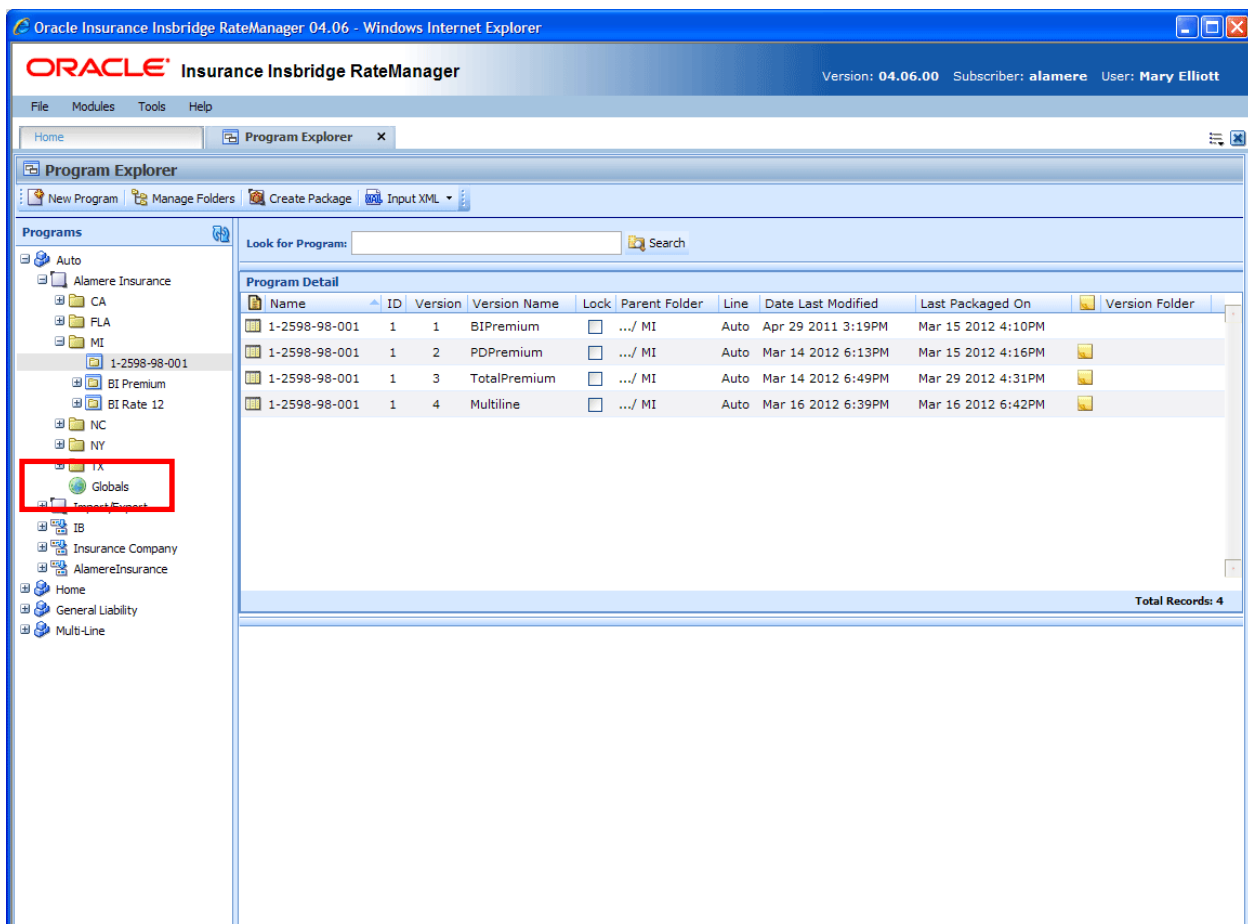 Oracle Insurance Insbridge RateManager 04.06 - Windows Internet Explorer
ORACLE Insurance Insbridge RateManager
Version: 04.06.00 Subscriber: alamere User: Mary Elliott
File Modules Tools Help
Home Program Explorer x
Program Explorer
New Program Manage Folders Create Package XML Input XML
Programs
Auto
Alamere Insurance
CA
FLA
MI
1-2598-98-001
BI Premium
BI Rate 12
NC
NY
TX
Globals
Import/Export
IB
Insurance Company
AlamereInsurance
Home
General Liability
Multi-Line
Look for Program: Search
Program Detail
Name ID Version Version Name Lock Parent Folder Line Date Last Modified Last Packaged On Version Folder
1-2598-98-001 1 1 BIPremium .../ MI Auto Apr 29 2011 3:19PM Mar 15 2012 4:10PM
1-2598-98-001 1 2 PDPremium .../ MI Auto Mar 14 2012 6:13PM Mar 15 2012 4:16PM
1-2598-98-001 1 3 TotalPremium .../ MI Auto Mar 14 2012 6:49PM Mar 29 2012 4:31PM
1-2598-98-001 1 4 Multiline .../ MI Auto Mar 16 2012 6:39PM Mar 16 2012 6:42PM
Total Records: 4